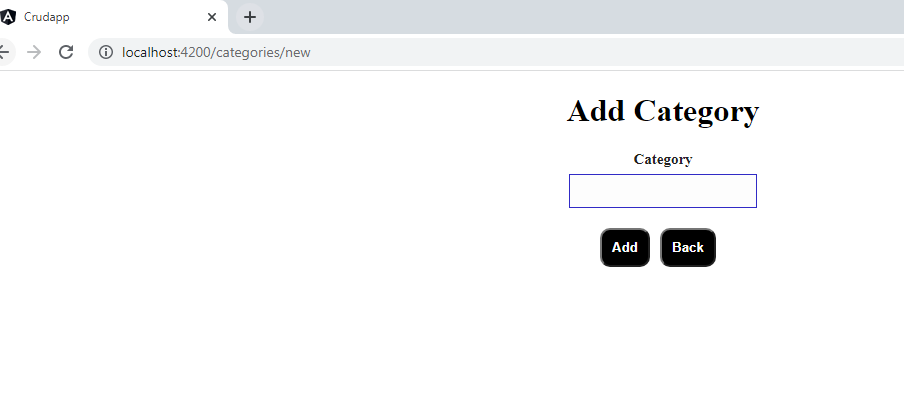 Crudapp
localhost:4200/categories/new
Add Category
Category
Add Back